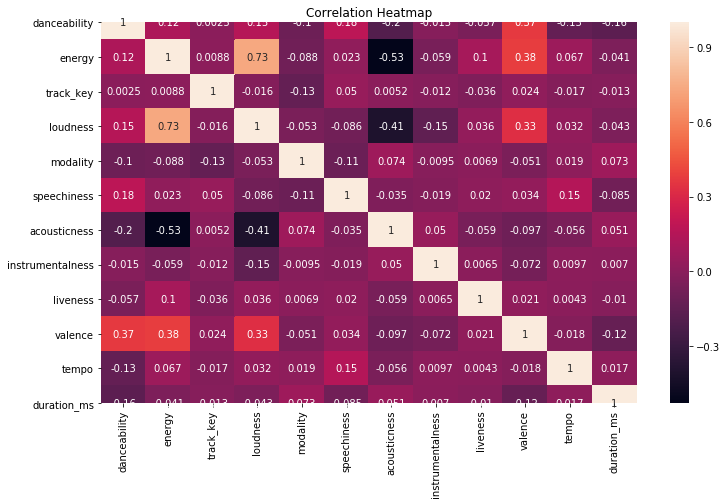 Correlation Heatmap
danceability 1 0.12 0.0025 0.15 -0.1 0.18 -0.2 -0.015 -0.057 0.37 -0.13 -0.16
energy 0.12 1 0.0088 0.73 -0.088 0.023 -0.53 -0.059 0.1 0.38 0.067 -0.041
track_key 0.0025 0.0088 1 -0.016 -0.13 0.05 0.0052 -0.012 -0.036 0.024 -0.017 -0.013
loudness 0.15 0.73 -0.016 1 -0.053 -0.086 -0.41 -0.15 0.036 0.33 0.032 -0.043
modality -0.1 -0.088 -0.13 -0.053 1 -0.11 0.074 -0.0095 0.0069 -0.051 0.019 0.073
speechiness 0.18 0.023 0.05 -0.086 -0.11 1 -0.035 -0.019 0.02 0.034 0.15 -0.085
acousticness -0.2 -0.53 0.0052 -0.41 0.074 -0.035 1 0.05 -0.059 -0.097 -0.056 0.051
instrumentalness -0.015 -0.059 -0.012 -0.15 -0.0095 -0.019 0.05 1 0.0065 -0.072 0.0097 0.007
liveness -0.057 0.1 -0.036 0.036 0.0069 0.02 -0.059 0.0065 1 0.021 0.0043 -0.01
valence 0.37 0.38 0.024 0.33 -0.051 0.034 -0.097 -0.072 0.021 1 -0.018 -0.12
tempo -0.13 0.067 -0.017 0.032 0.019 0.15 -0.056 0.0097 0.0043 -0.018 1 0.017
duration_ms -0.16 -0.041 -0.013 -0.043 0.073 -0.085 0.051 0.007 -0.01 -0.12 0.017 1
danceability
energy
track_key
loudness
modality
speechiness
acousticness
instrumentalness
liveness
valence
tempo
duration_ms
0.9
0.6
0.3
0.0
−0.3